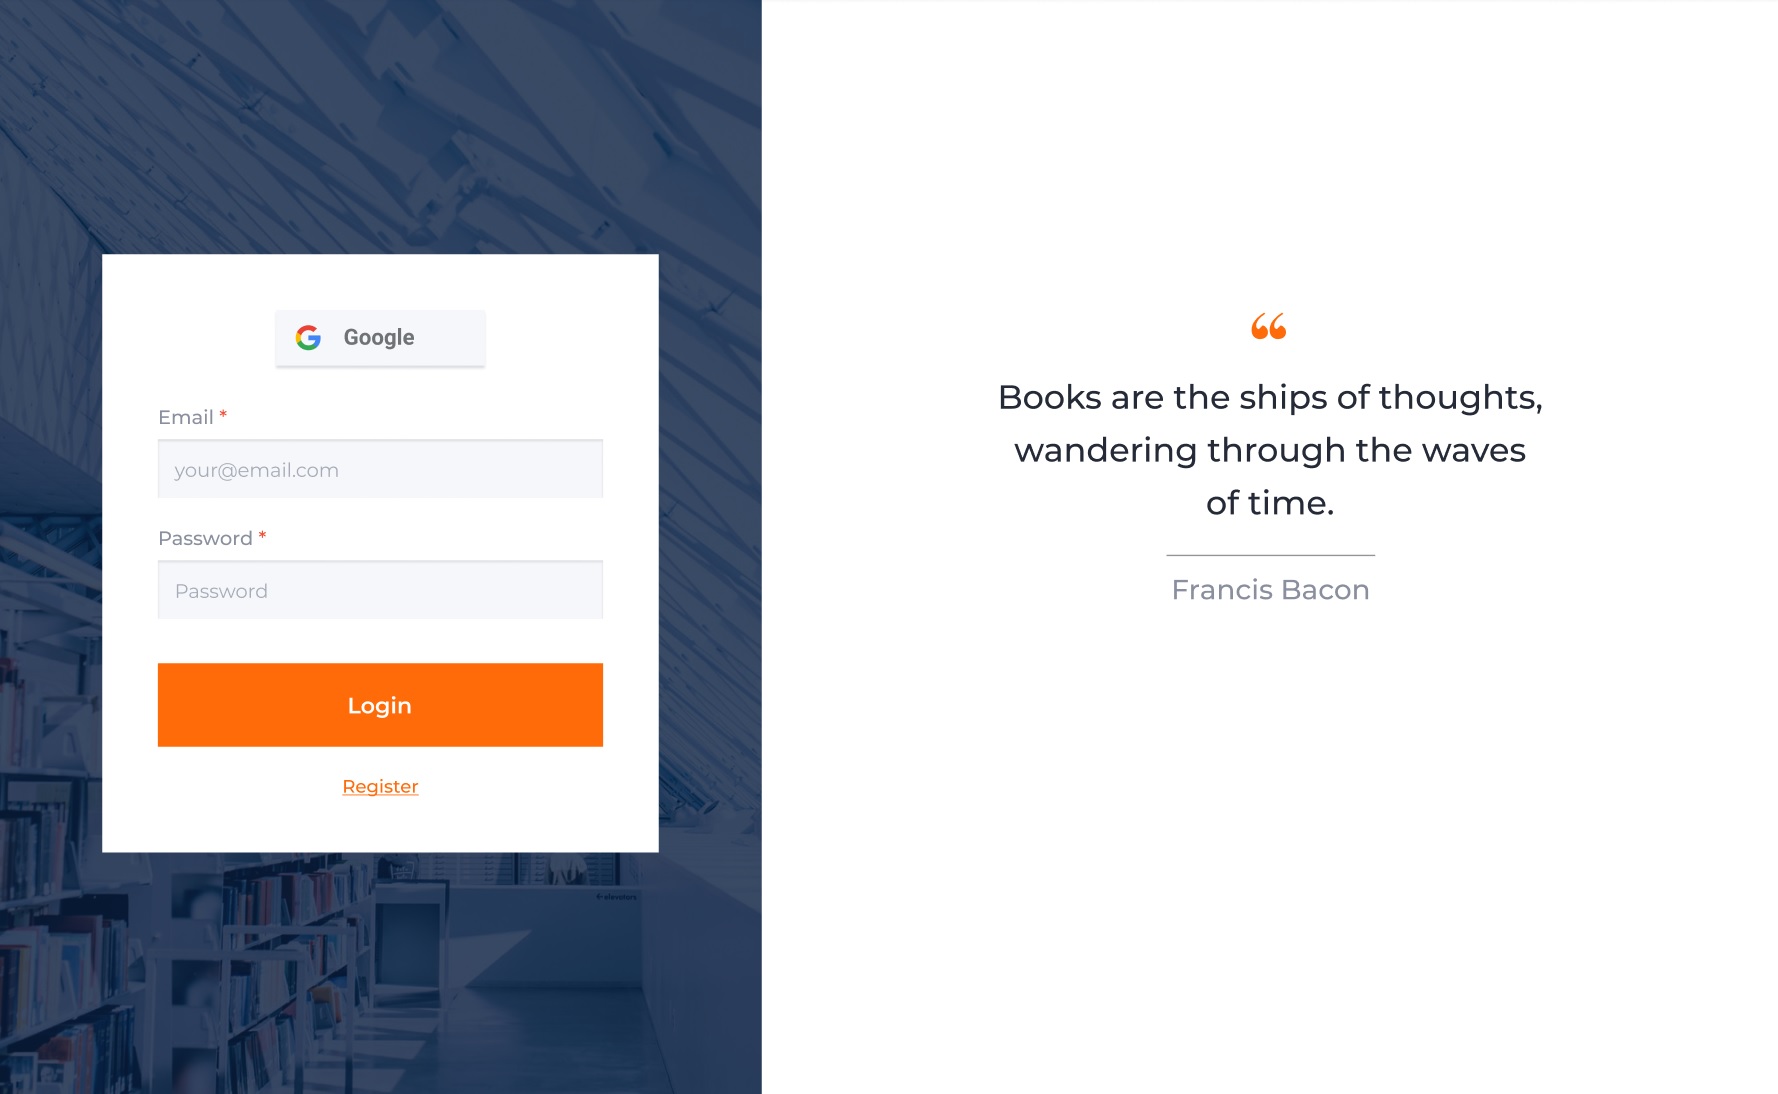 Google
Email *
your@email.com
Password *
Password
Login
Register
← elevators
“
Books are the ships of thoughts,
wandering through the waves
of time.
Francis Bacon